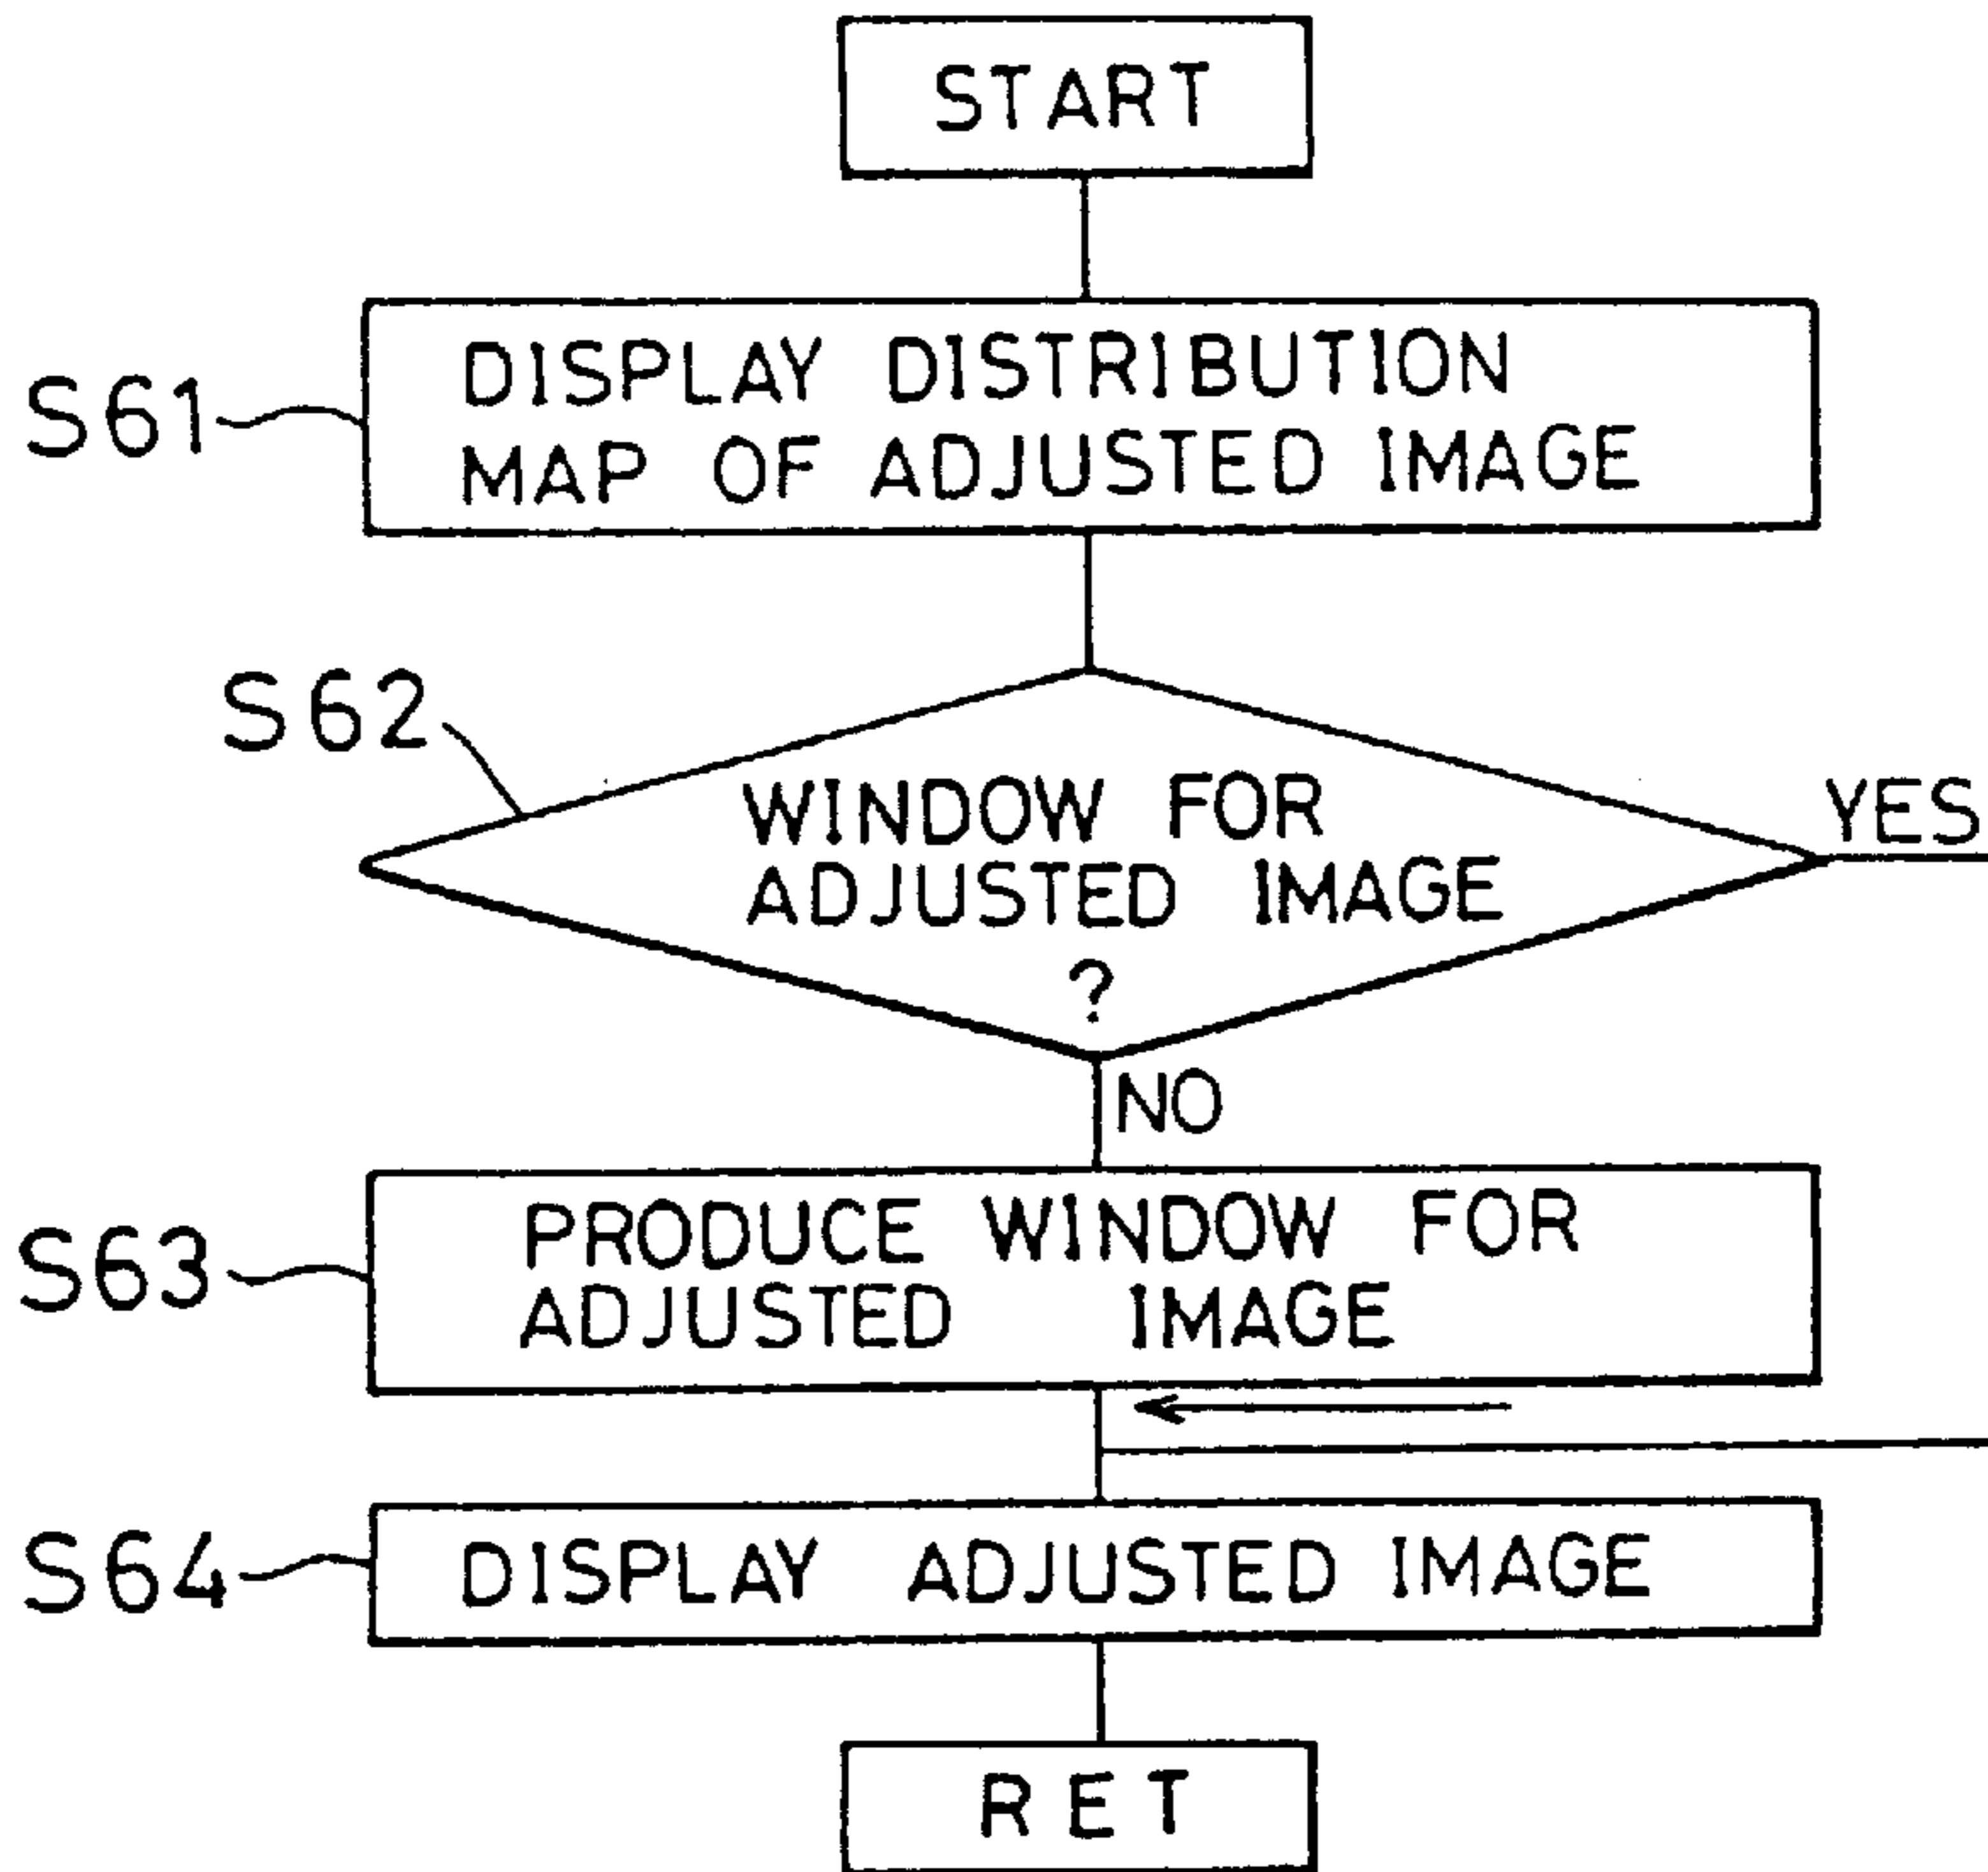 START
S61
DISPLAY DISTRIBUTION
MAP OF ADJUSTED IMAGE
S62
WINDOW FOR
ADJUSTED IMAGE
?
YES
NO
S63
PRODUCE WINDOW FOR
ADJUSTED IMAGE
S64
DISPLAY ADJUSTED IMAGE
RET